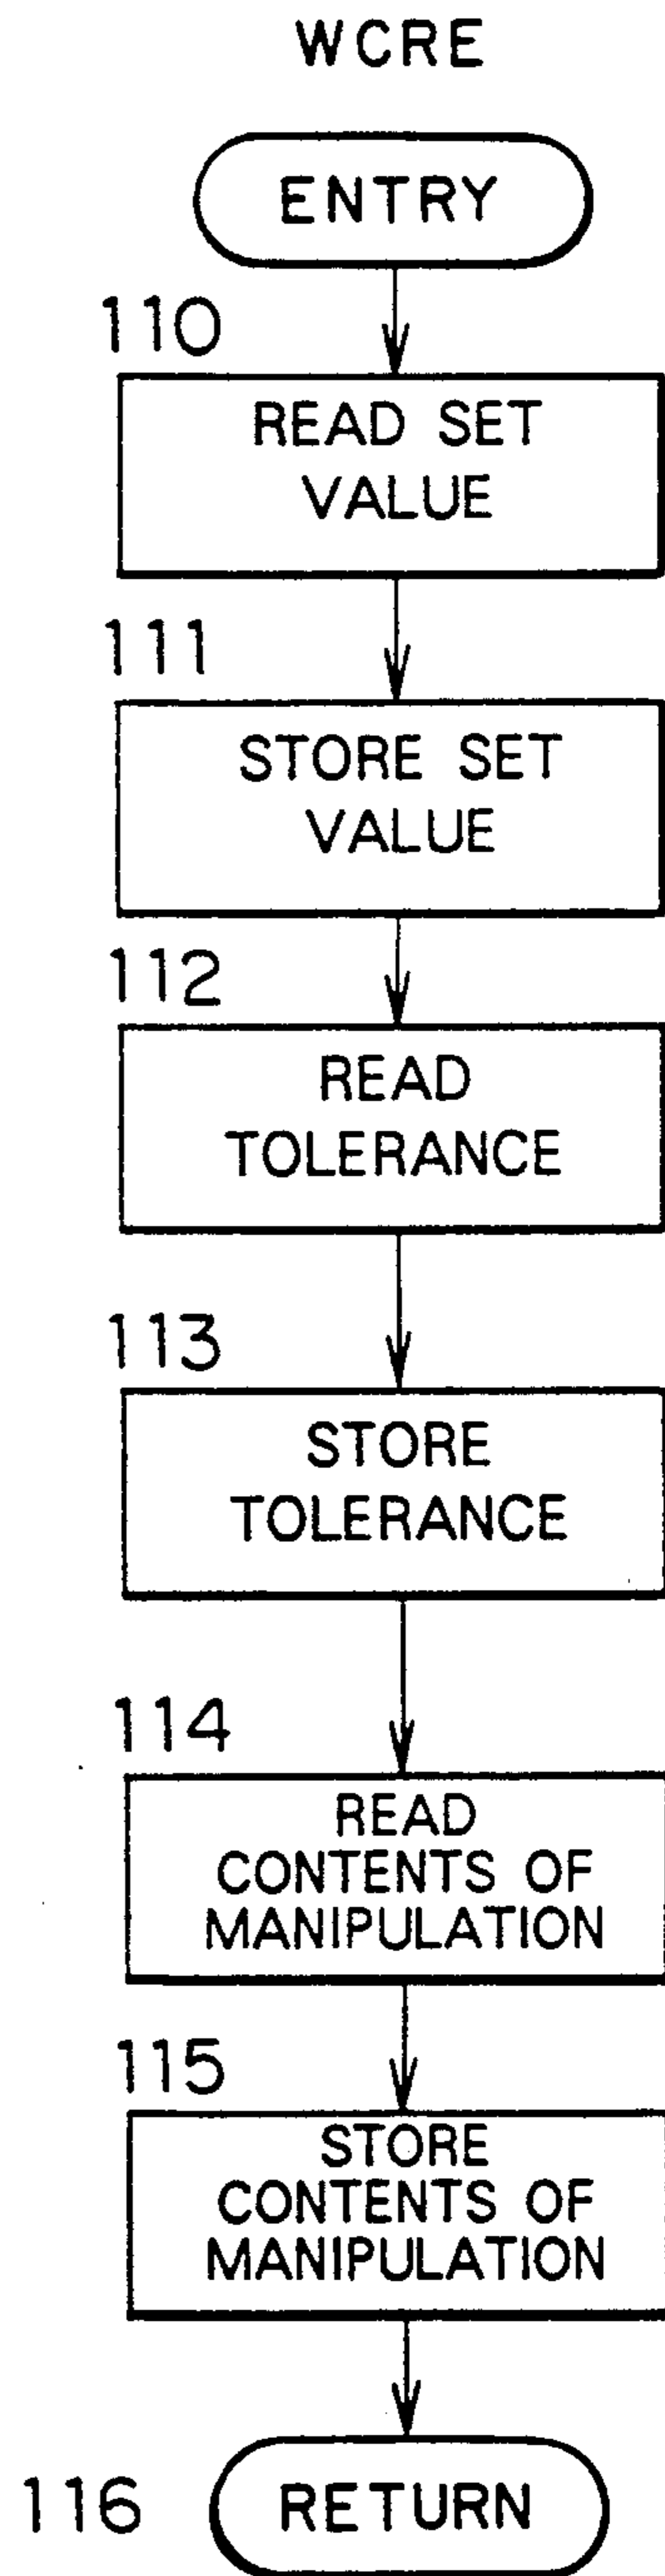 WCRE
ENTRY
110
READ SET
VALUE
111
STORE SET
VALUE
112
READ
TOLERANCE
113
STORE
TOLERANCE
114
READ
CONTENTS OF
MANIPULATION
115
STORE
CONTENTS OF
MANIPULATION
116 RETURN